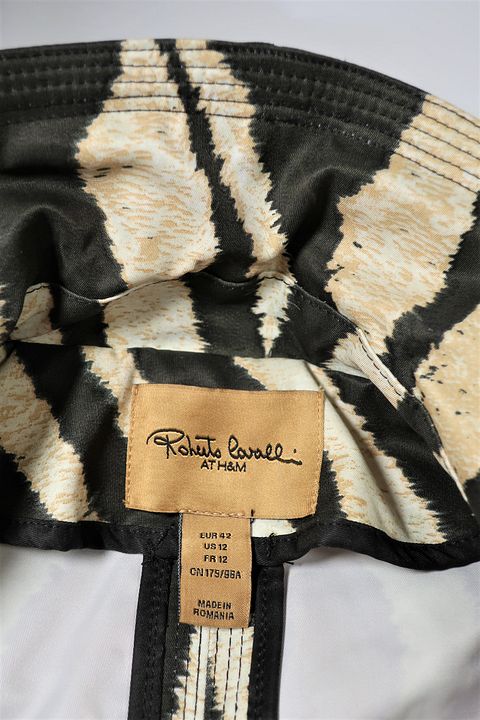 Roberto Cavalli
AT H&M
EUR 42
US 12
FR 12
CN 175/96A
MADE IN
ROMANIA